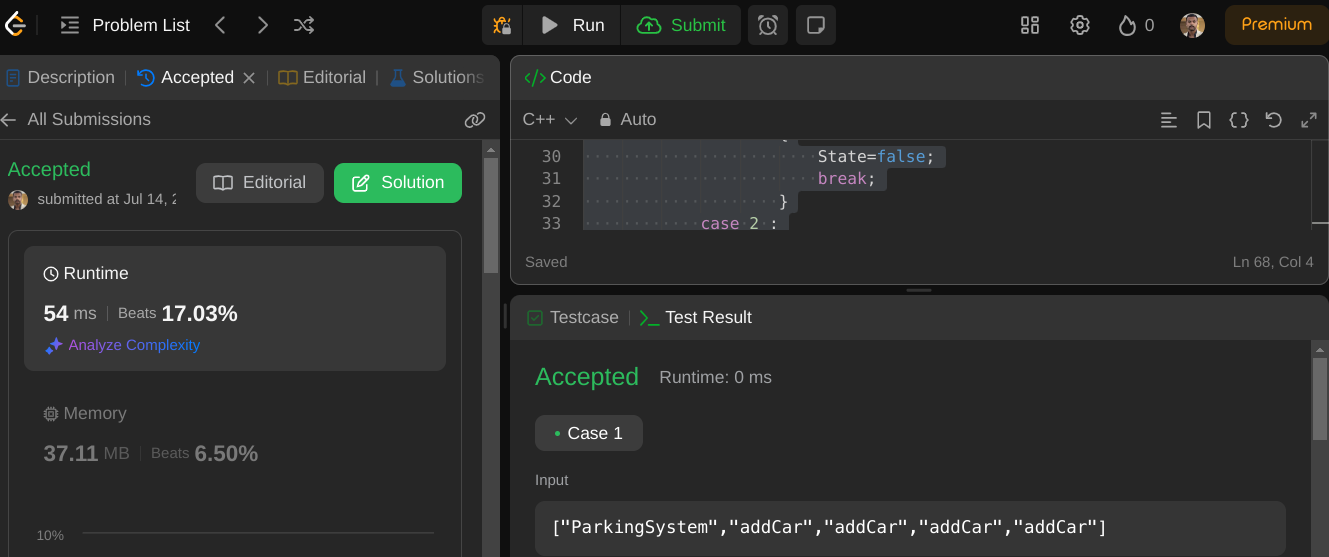 Problem List
Run
Submit
0
Premium
Description
Accepted
Editorial
Solutions
All Submissions
Accepted
submitted at Jul 14, 2
Editorial
Solution
Runtime
54 ms | Beats 17.03%
Analyze Complexity
Memory
37.11 MB | Beats 6.50%
10%
</> Code
C++
Auto
{
30 State=false;
31 break;
32 }
33 case 2 :
Saved
Ln 68, Col 4
Testcase
>_ Test Result
Accepted
Runtime: 0 ms
• Case 1
Input
["ParkingSystem","addCar","addCar","addCar","addCar"]